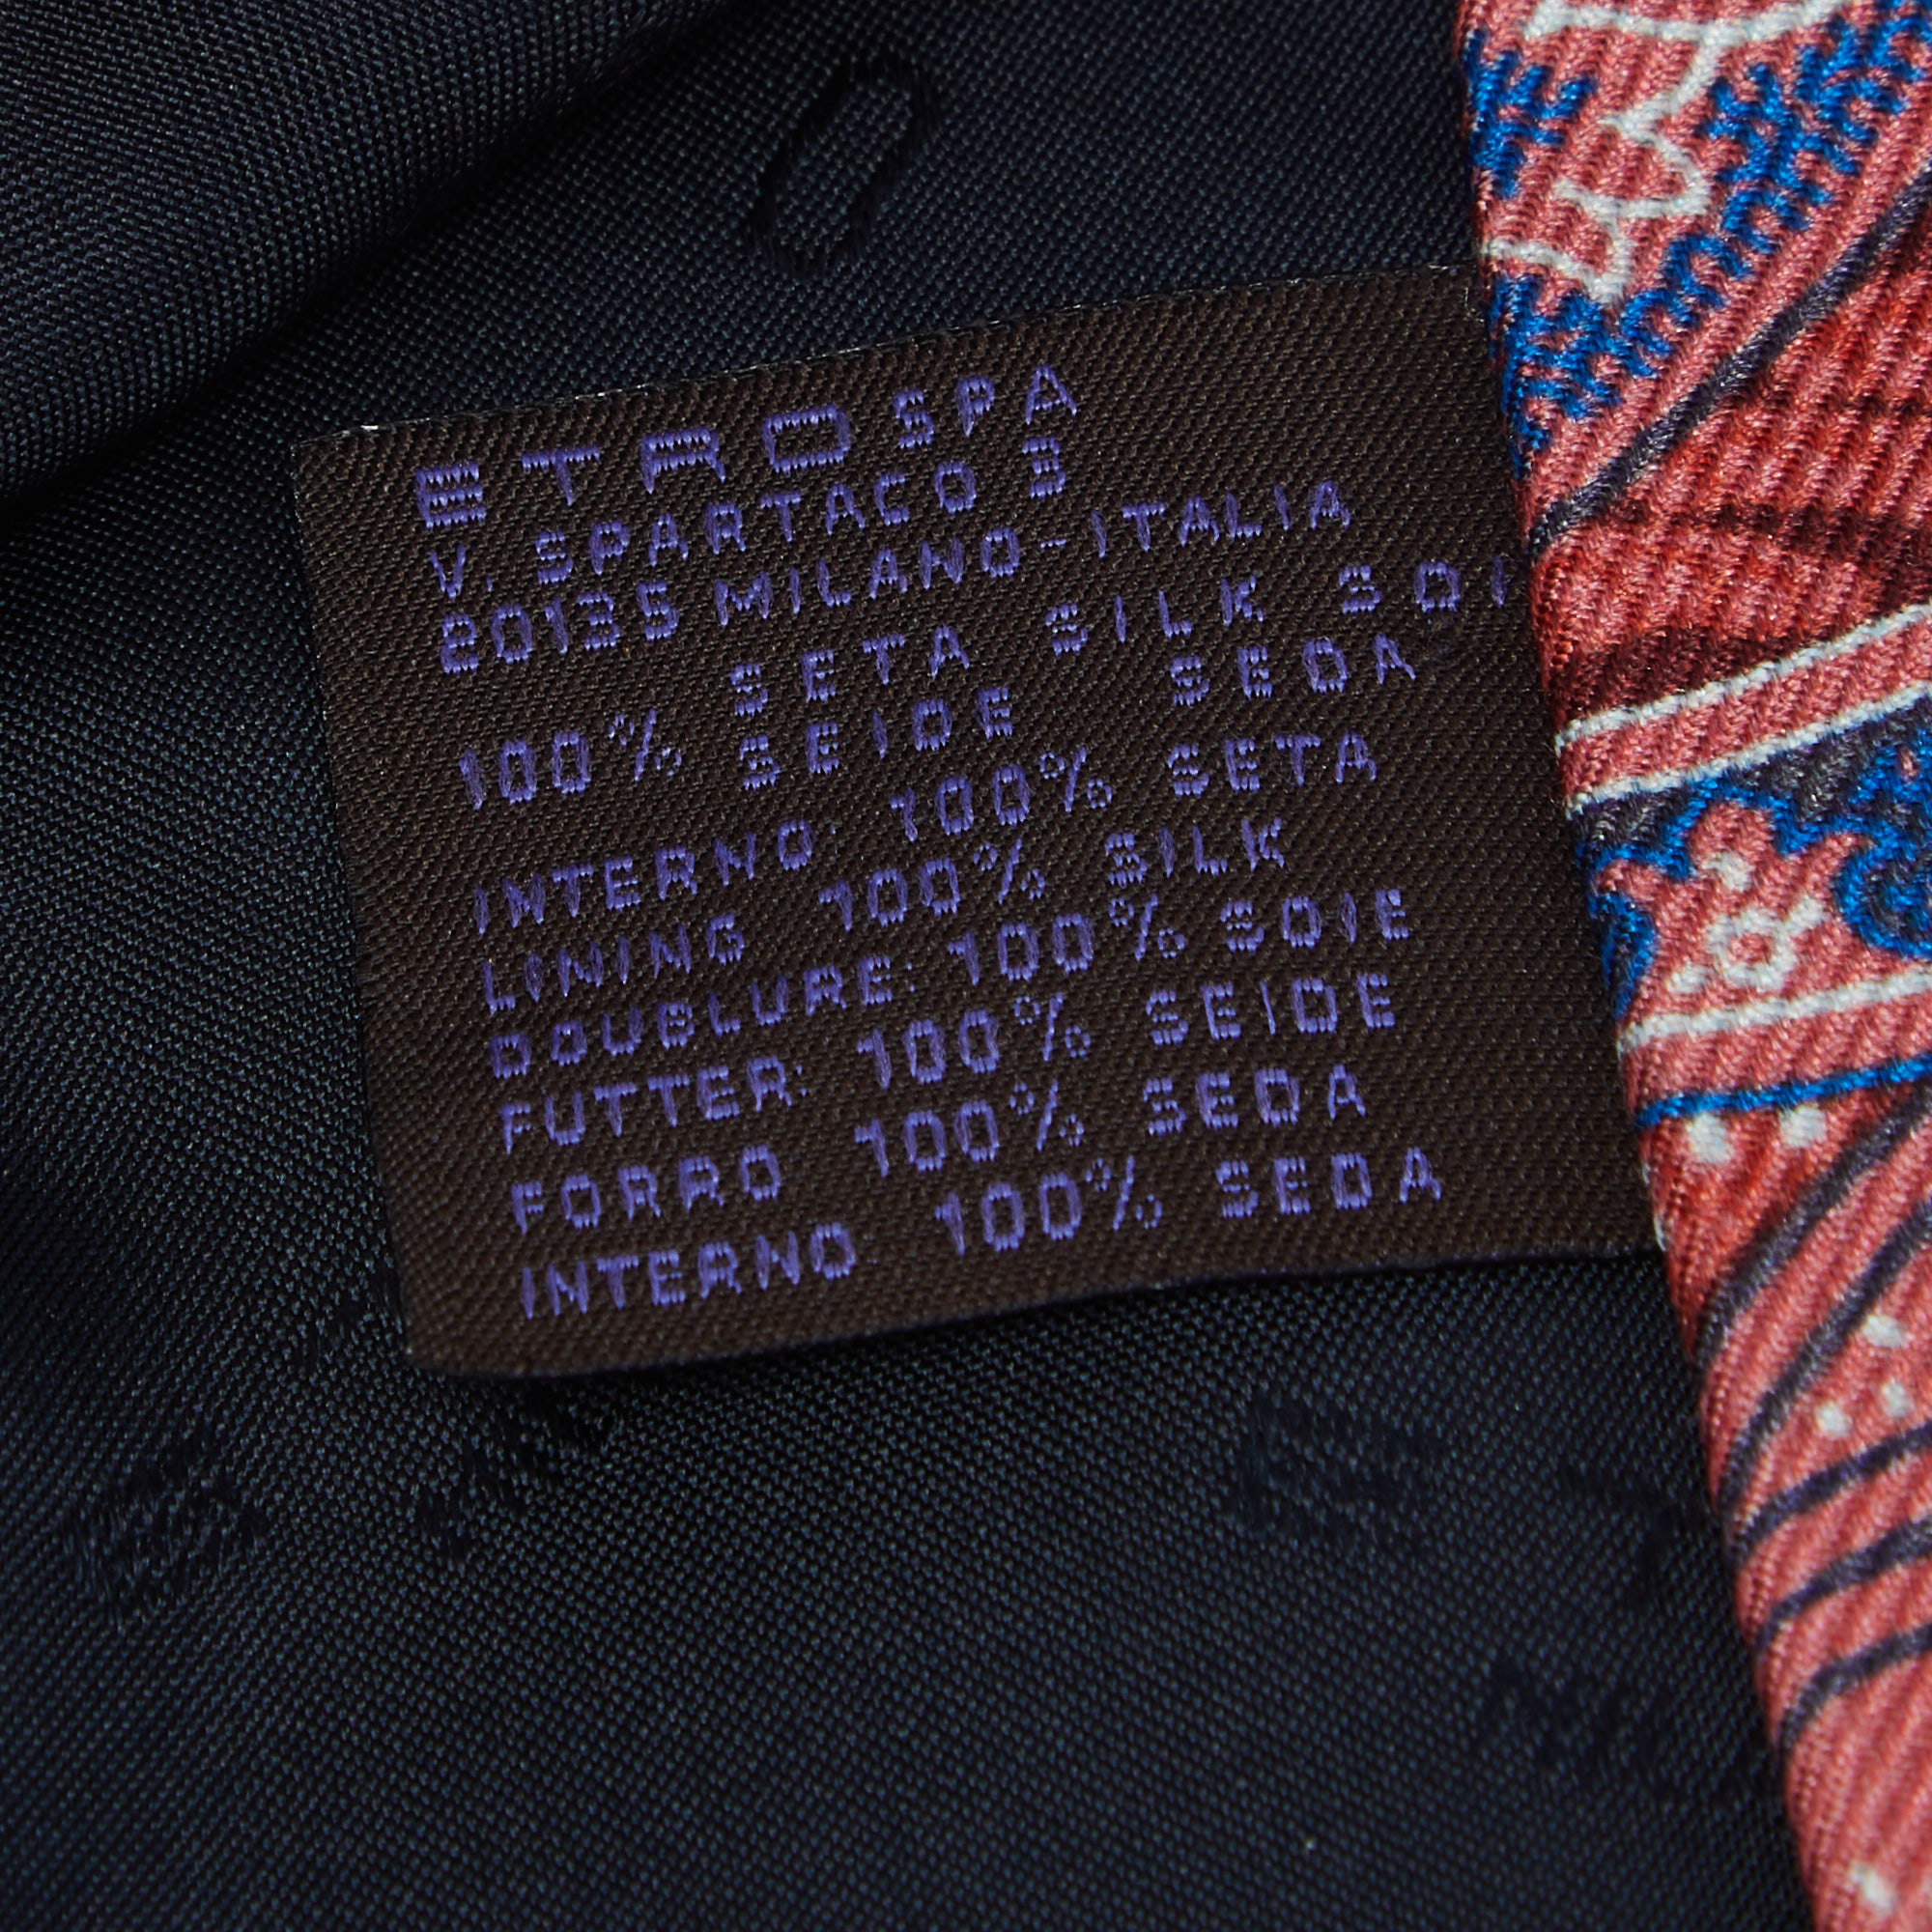 ETRO SPA
V. SPARTACO 3
20135 MILANO-ITALIA
100% SETA SILK SOI
SEIDE SEDA
INTERNO: 100% SETA
LINING 100% SILK
DOUBLURE: 100% SOIE
FUTTER: 100% SEIDE
FORRO 100% SEDA
INTERNO 100% SEDA